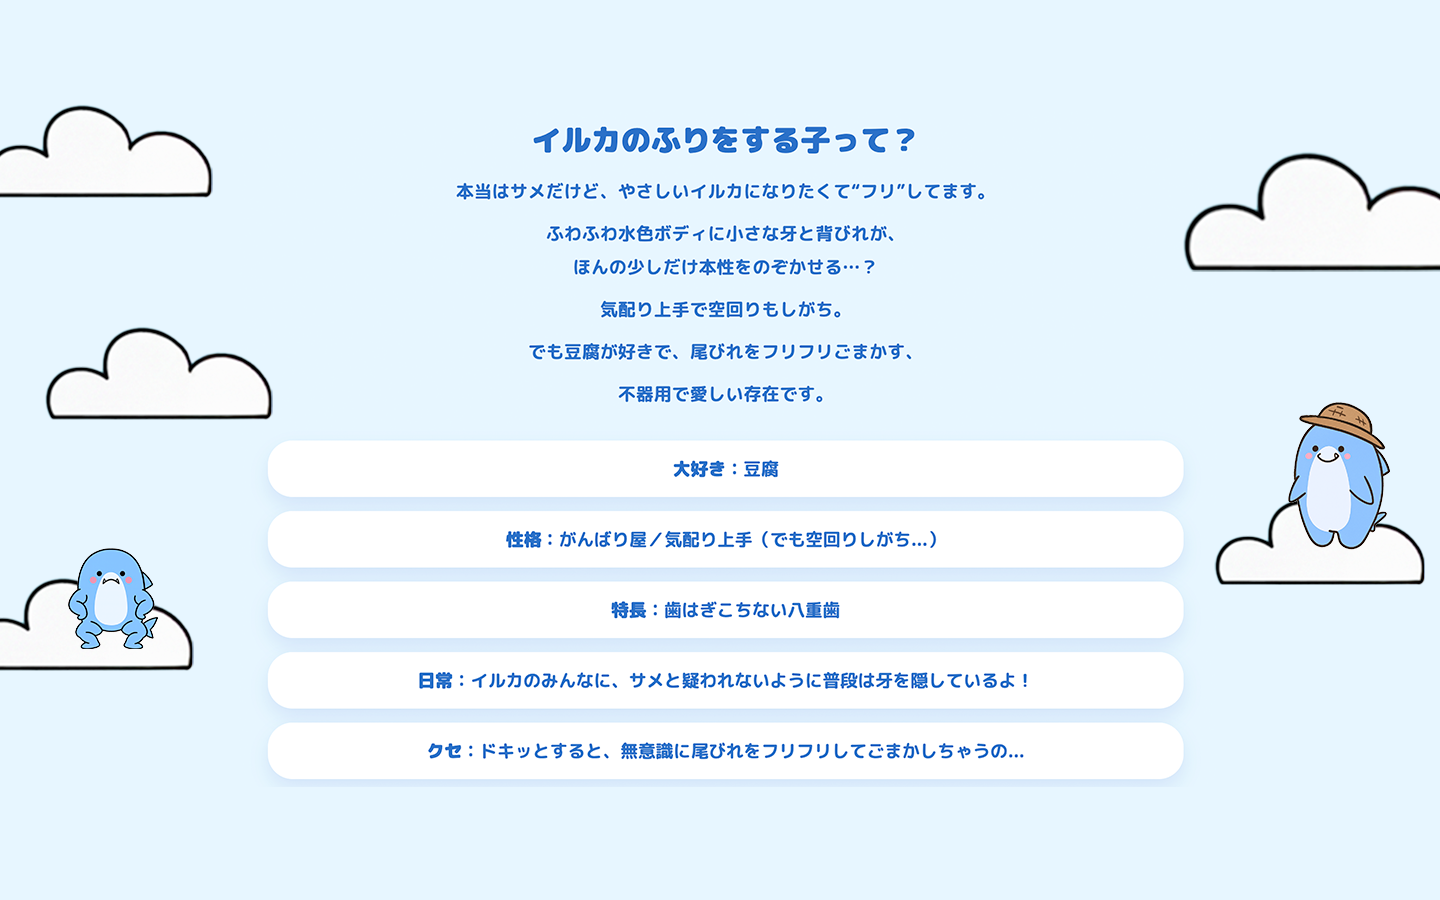 イルカのふりをする子って？
本当はサメだけど、やさしいイルカになりたくて“フリ”してます。
ふわふわ水色ボディに小さな牙と背びれが、
ほんの少しだけ本性をのぞかせる…？
気配り上手で空回りもしがち。
でも豆腐が好きで、尾びれをフリフリごまかす、
不器用で愛しい存在です。
大好き：豆腐
性格：がんばり屋／気配り上手（でも空回りしがち...）
特長：歯はぎこちない八重歯
日常：イルカのみんなに、サメと疑われないように普段は牙を隠しているよ！
クセ：ドキッとすると、無意識に尾びれをフリフリしてごまかしちゃうの...